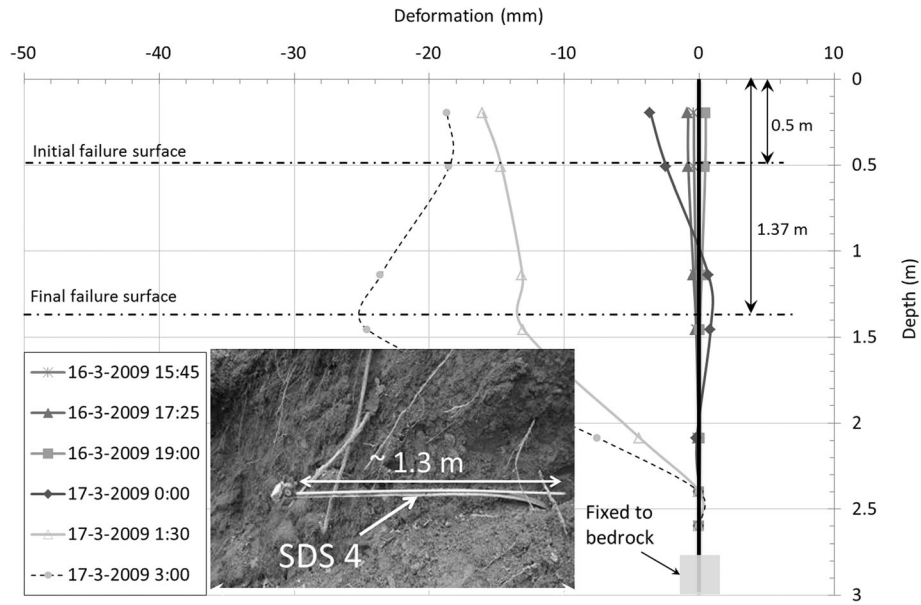 Deformation (mm)
-50 -40 -30 -20 -10 0 10
0
0.5 m
Initial failure surface
0.5
1
1.37 m
Depth (m)
Final failure surface
1.5
16-3-2009 15:45
16-3-2009 17:25
16-3-2009 19:00
17-3-2009 0:00
17-3-2009 1:30
17-3-2009 3:00
~ 1.3 m
SDS 4
2
2.5
Fixed to
bedrock
3